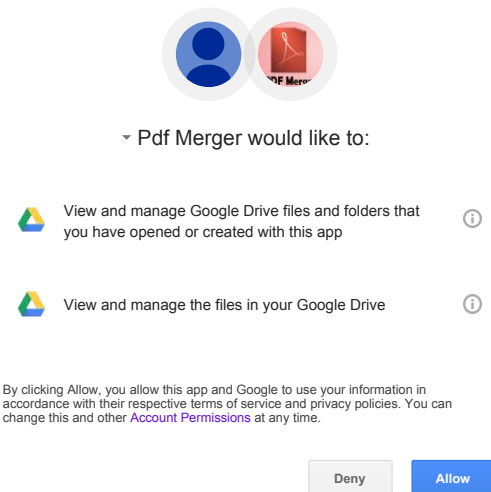 PDF Merge
Pdf Merger would like to:
View and manage Google Drive files and folders that
you have opened or created with this app
View and manage the files in your Google Drive
By clicking Allow, you allow this app and Google to use your information in
accordance with their respective terms of service and privacy policies. You can
change this and other Account Permissions at any time.
Deny
Allow